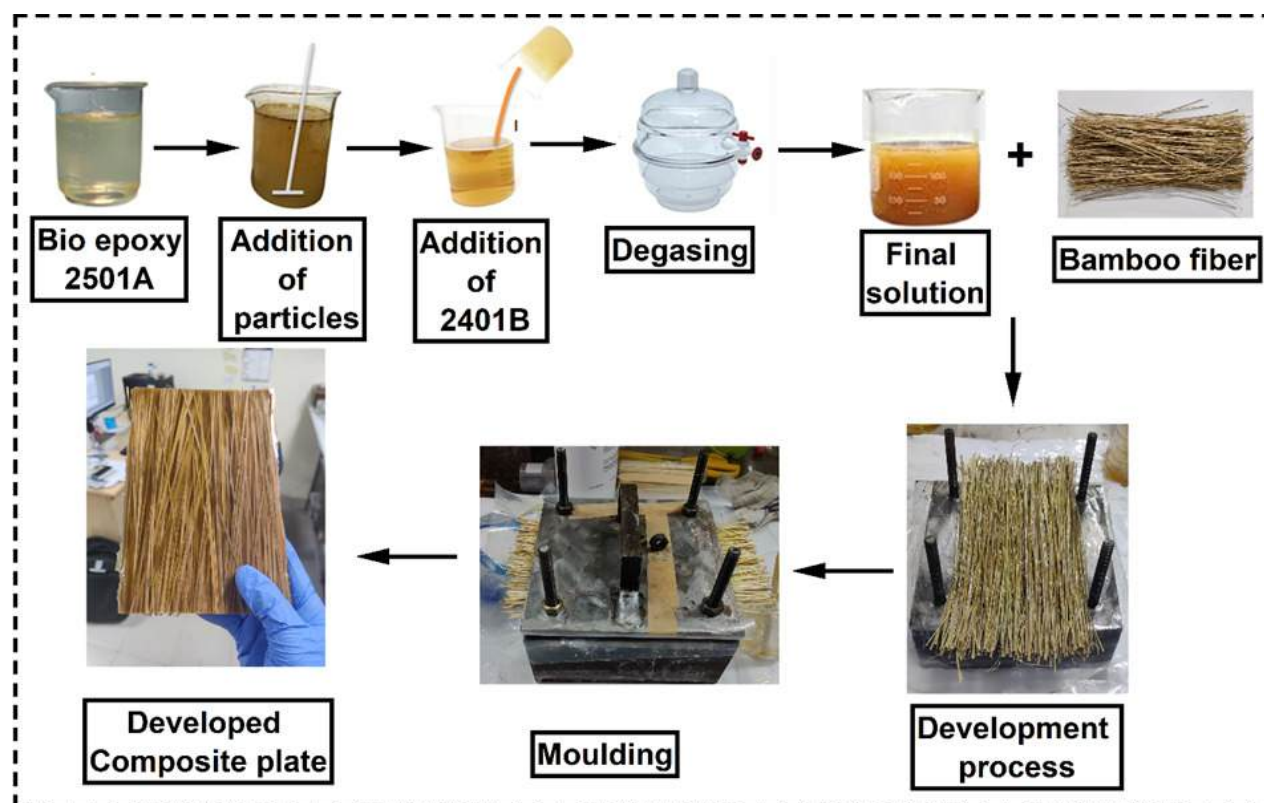 Bio epoxy
2501A
Addition
of
particles
Addition
of
2401B
Degasing
Final
solution
+
Bamboo fiber
Developed
Composite plate
Moulding
Development
process